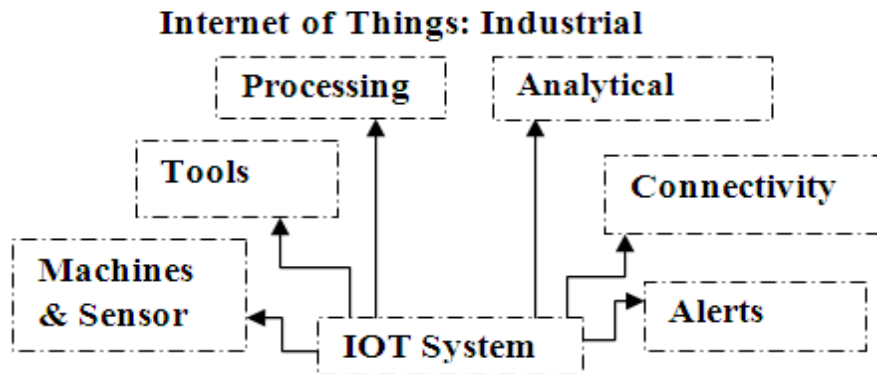 Internet of Things: Industrial
Processing
Analytical
Tools
Connectivity
Machines
& Sensor
Alerts
IOT System